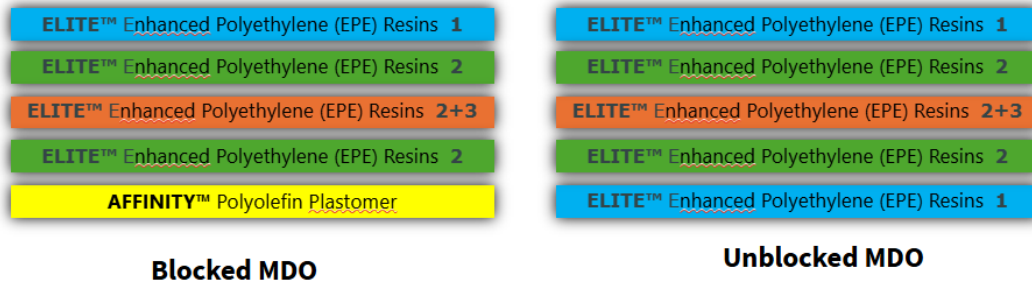 ELITE™ Enhanced Polyethylene (EPE) Resins 1
ELITE™ Enhanced Polyethylene (EPE) Resins 2
ELITE™ Enhanced Polyethylene (EPE) Resins 2+3
ELITE™ Enhanced Polyethylene (EPE) Resins 2
AFFINITY™ Polyolefin Plastomer
Blocked MDO
ELITE™ Enhanced Polyethylene (EPE) Resins 1
ELITE™ Enhanced Polyethylene (EPE) Resins 2
ELITE™ Enhanced Polyethylene (EPE) Resins 2+3
ELITE™ Enhanced Polyethylene (EPE) Resins 2
ELITE™ Enhanced Polyethylene (EPE) Resins 1
Unblocked MDO